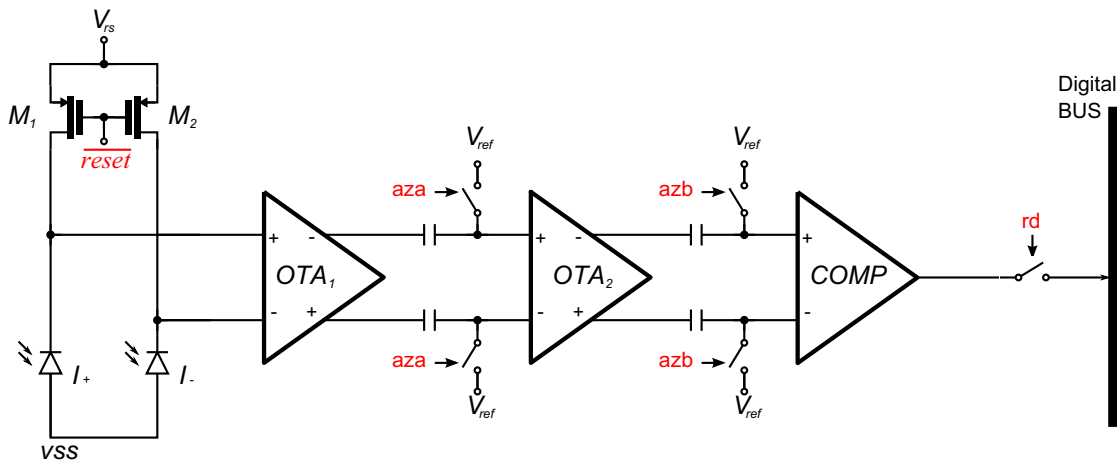 Vrs
M1
M2
reset
Vref
Vref
Digital
BUS
aza
azb
rd
+
-
+
-
+
OTA1
OTA2
COMP
-
+
-
+
-
aza
azb
I +
I -
Vref
Vref
vss